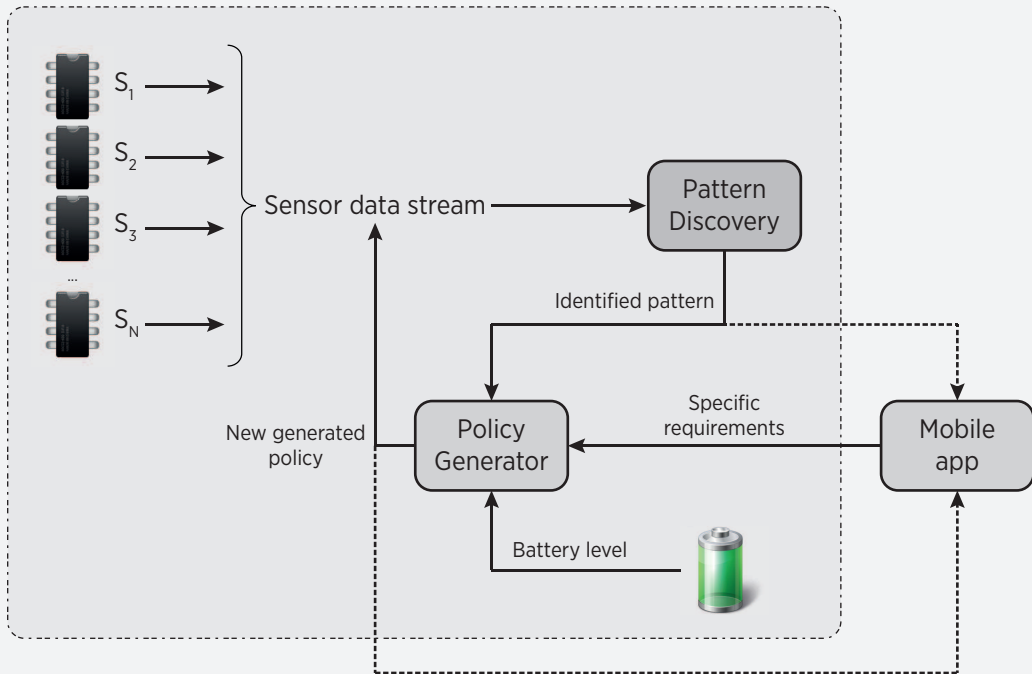 S1
S2
S3
...
SN
Sensor data stream
Pattern
Discovery
Identified pattern
New generated
policy
Policy
Generator
Specific
requirements
Mobile
app
Battery level